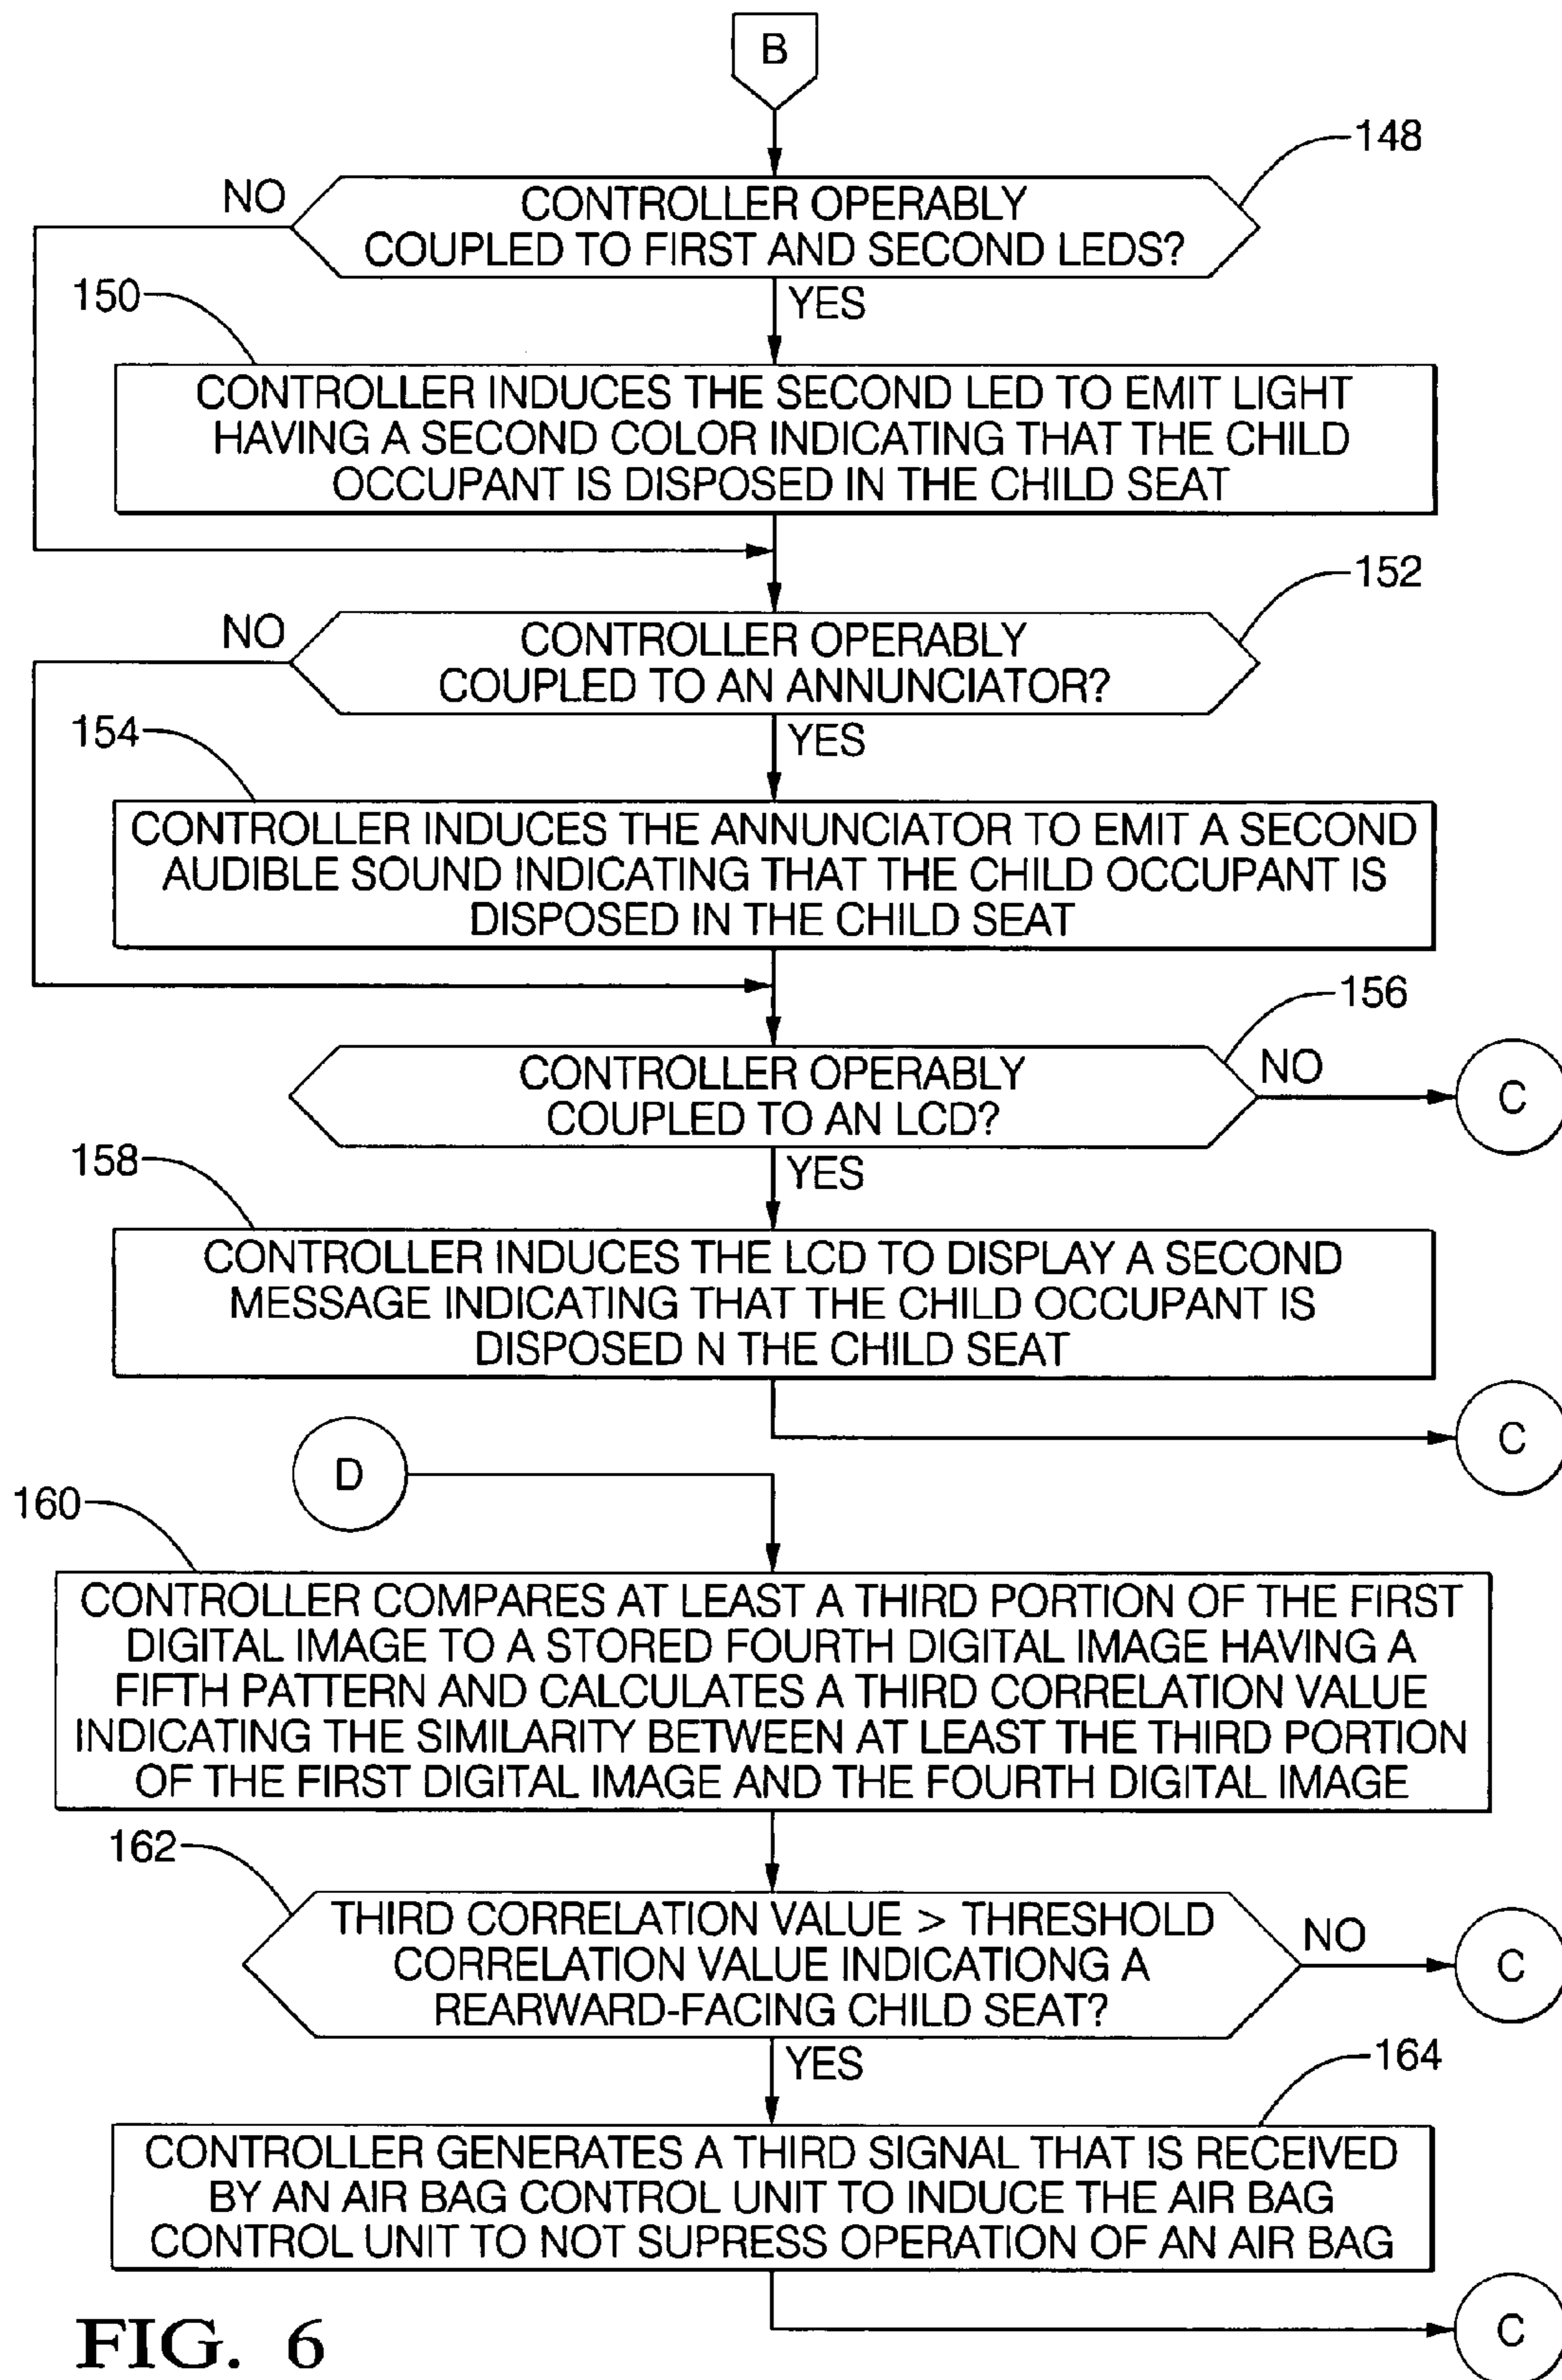 B
148
NO
CONTROLLER OPERABLY
COUPLED TO FIRST AND SECOND LEDS?
150
YES
CONTROLLER INDUCES THE SECOND LED TO EMIT LIGHT
HAVING A SECOND COLOR INDICATING THAT THE CHILD
OCCUPANT IS DISPOSED IN THE CHILD SEAT
152
NO
CONTROLLER OPERABLY
COUPLED TO AN ANNUNCIATOR?
154
YES
CONTROLLER INDUCES THE ANNUNCIATOR TO EMIT A SECOND
AUDIBLE SOUND INDICATING THAT THE CHILD OCCUPANT IS
DISPOSED IN THE CHILD SEAT
156
CONTROLLER OPERABLY
COUPLED TO AN LCD?
NO
C
158
YES
CONTROLLER INDUCES THE LCD TO DISPLAY A SECOND
MESSAGE INDICATING THAT THE CHILD OCCUPANT IS
DISPOSED N THE CHILD SEAT
C
D
160
CONTROLLER COMPARES AT LEAST A THIRD PORTION OF THE FIRST
DIGITAL IMAGE TO A STORED FOURTH DIGITAL IMAGE HAVING A
FIFTH PATTERN AND CALCULATES A THIRD CORRELATION VALUE
INDICATING THE SIMILARITY BETWEEN AT LEAST THE THIRD PORTION
OF THE FIRST DIGITAL IMAGE AND THE FOURTH DIGITAL IMAGE
162
THIRD CORRELATION VALUE > THRESHOLD
CORRELATION VALUE INDICATIONG A
REARWARD-FACING CHILD SEAT?
NO
C
YES
164
CONTROLLER GENERATES A THIRD SIGNAL THAT IS RECEIVED
BY AN AIR BAG CONTROL UNIT TO INDUCE THE AIR BAG
CONTROL UNIT TO NOT SUPRESS OPERATION OF AN AIR BAG
C
FIG. 6